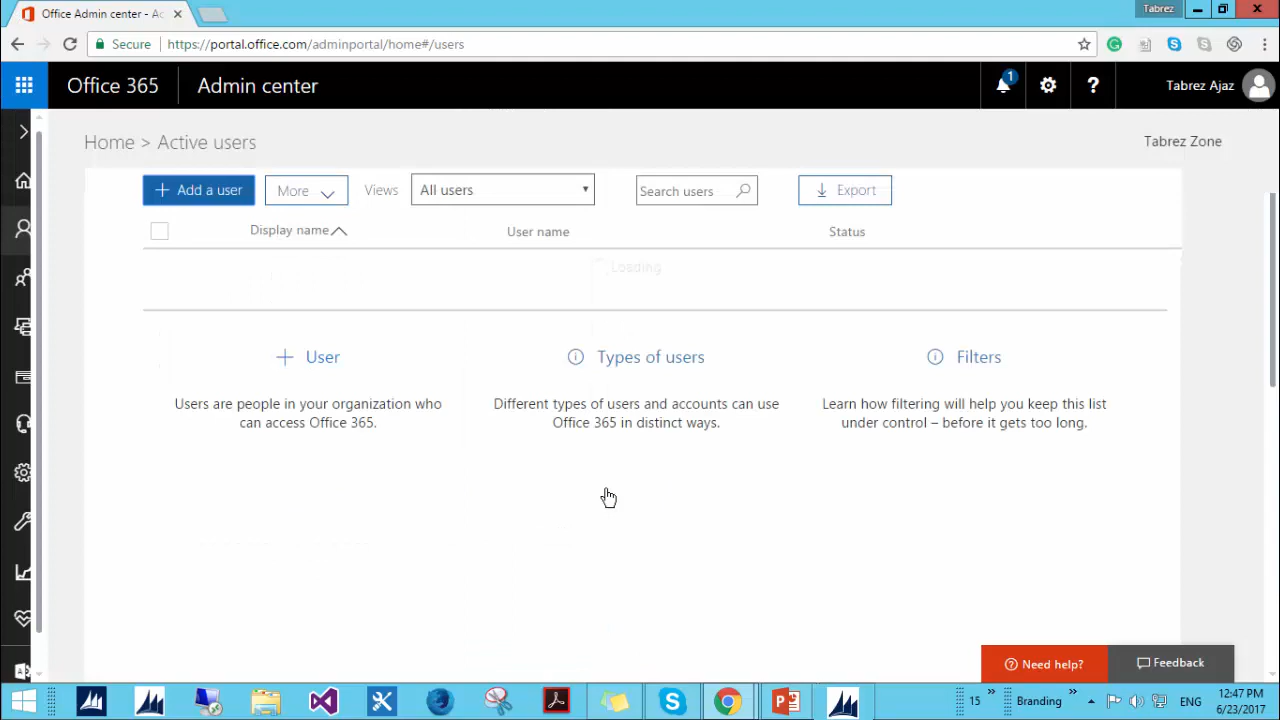 Office Admin center - Ac
Tabrez
Secure
https://portal.office.com/adminportal/home#/users
Office 365
Admin center
1
?
Tabrez Ajaz
Home > Active users
Tabrez Zone
+ Add a user
More
Views
All users
Search users
Export
Display name
User name
Status
Loading
+ User
Types of users
Filters
Users are people in your organization who
can access Office 365.
Different types of users and accounts can use
Office 365 in distinct ways.
Learn how filtering will help you keep this list
under control – before it gets too long.
Need help?
Feedback
15
Branding
ENG
12:47 PM
6/23/2017